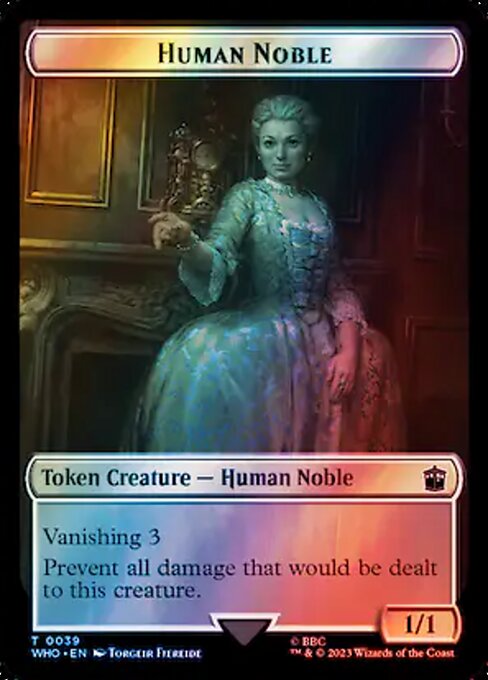 Human Noble
Token Creature — Human Noble
Vanishing 3
Prevent all damage that would be dealt
to this creature.
1/1
T 0039
WHO • EN Torgeir Fjereide
© BBC
™ & © 2023 Wizards of the Coast